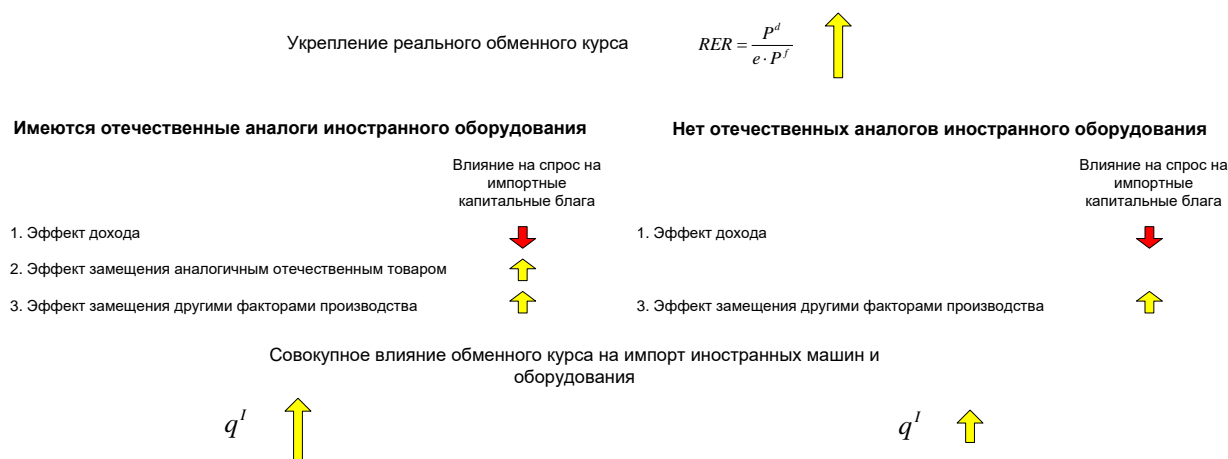 Укрепление реального обменного курса RER = P^d / (e · P^f)
Имеются отечественные аналоги иностранного оборудования
Влияние на спрос на
импортные
капитальные блага
1. Эффект дохода
2. Эффект замещения аналогичным отечественным товаром
3. Эффект замещения другими факторами производства
Нет отечественных аналогов иностранного оборудования
Влияние на спрос на
импортные
капитальные блага
1. Эффект дохода
3. Эффект замещения другими факторами производства
Совокупное влияние обменного курса на импорт иностранных машин и
оборудования
q^I
q^I